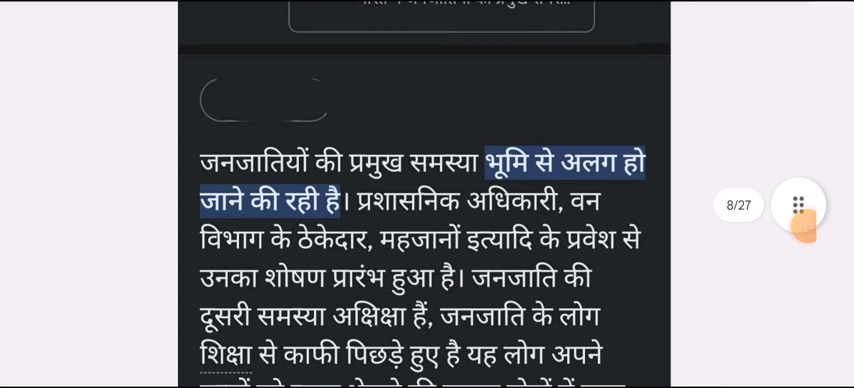 जनजातियों की प्रमुख समस्या भूमि से अलग हो
जाने की रही है। प्रशासनिक अधिकारी, वन
विभाग के ठेकेदार, महजानों इत्यादि के प्रवेश से
उनका शोषण प्रारंभ हुआ है। जनजाति की
दूसरी समस्या अक्षिक्षा हैं, जनजाति के लोग
शिक्षा से काफी पिछड़े हुए है यह लोग अपने
8/27